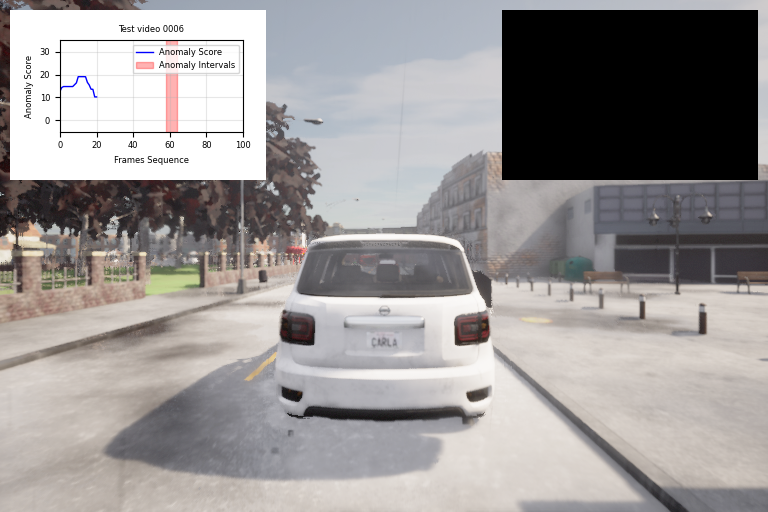 Test video 0006
Anomaly Score
Anomaly Intervals
Anomaly Score
30
20
10
0
0 20 40 60 80 100
Frames Sequence
CARLA